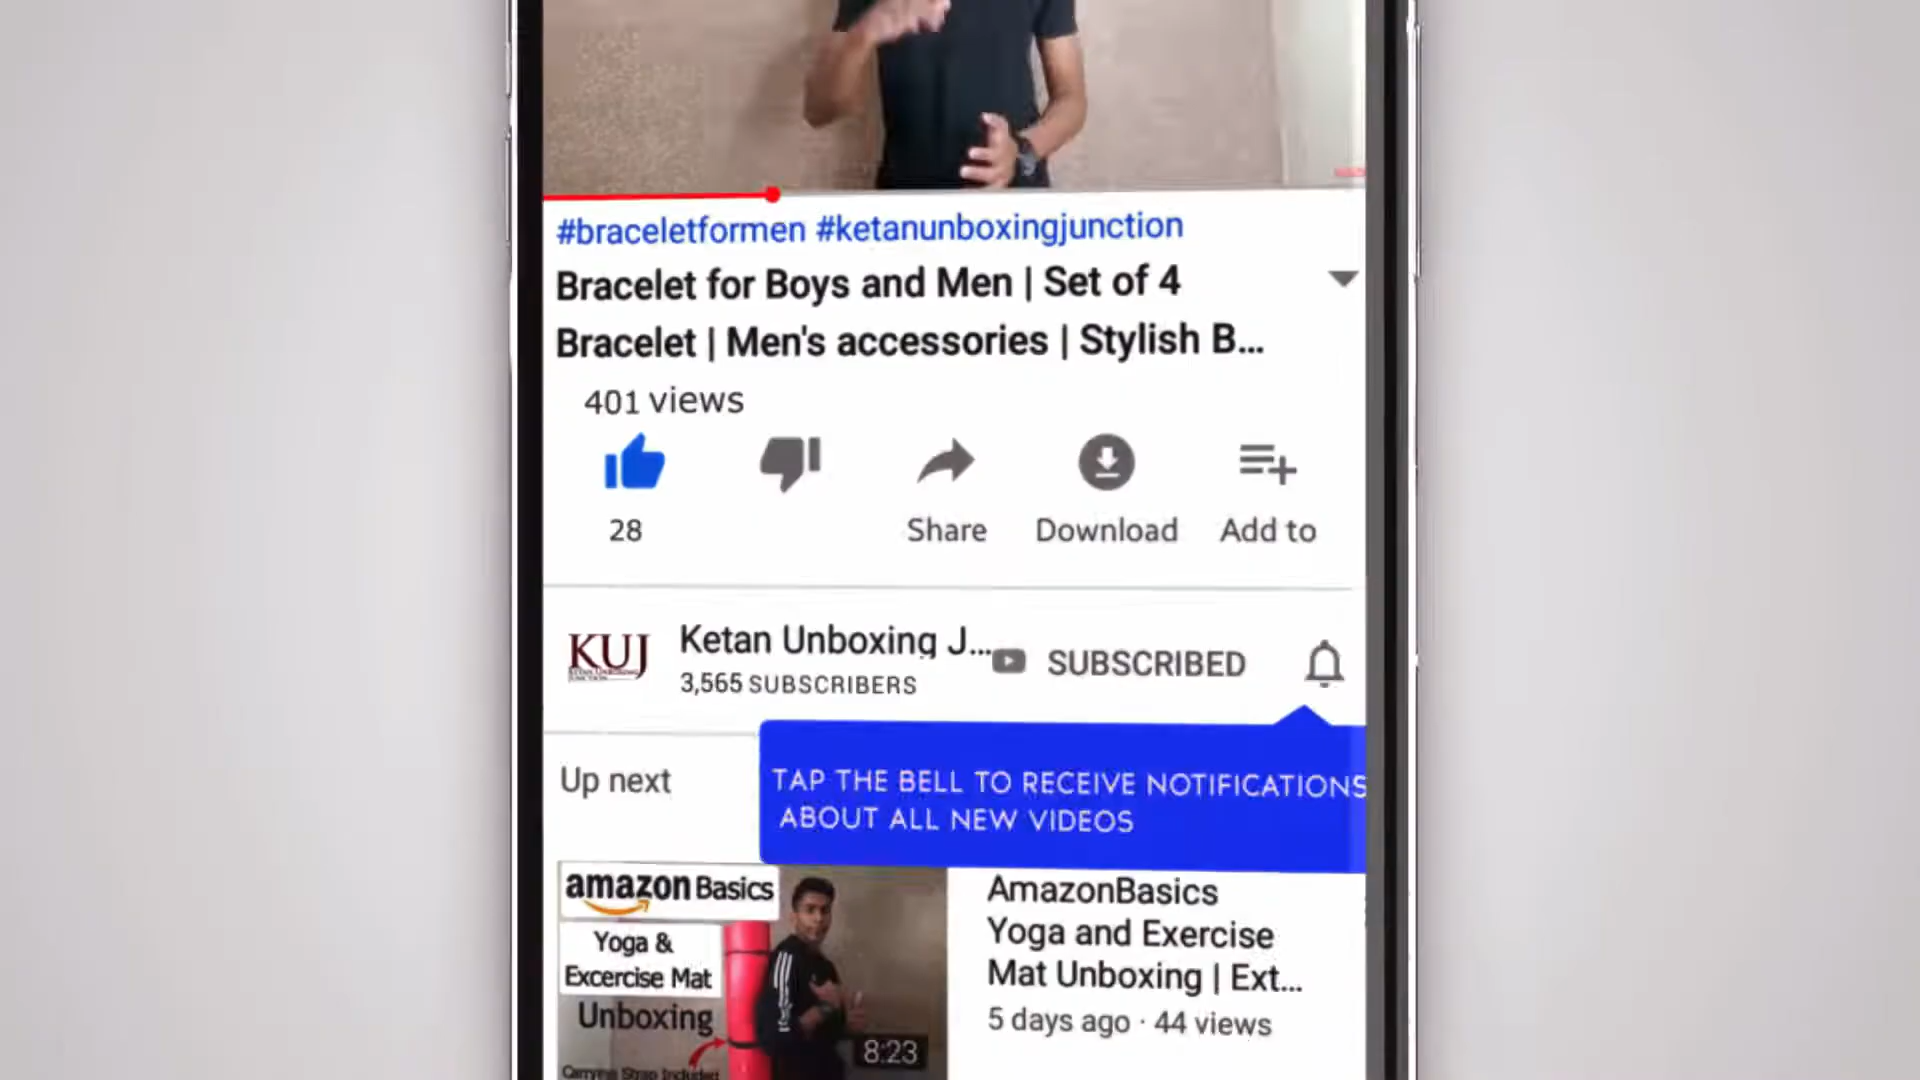 #braceletformen #ketanunboxingjunction
Bracelet for Boys and Men | Set of 4
Bracelet | Men's accessories | Stylish B...
401 views
28
Share
Download
Add to
KUJ
Ketan Unboxing J...
3,565 SUBSCRIBERS
SUBSCRIBED
TAP THE BELL TO RECEIVE NOTIFICATIONS
ABOUT ALL NEW VIDEOS
Up next
amazon Basics
Yoga &
Excercise Mat
Unboxing
Carrying Strap Included
8:23
AmazonBasics
Yoga and Exercise
Mat Unboxing | Ext...
5 days ago · 44 views